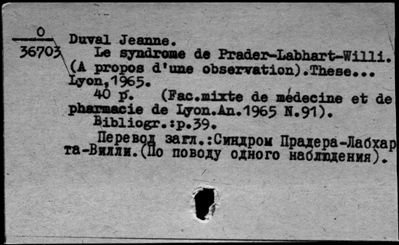 О
36703
Duval Jeanne.
Le syndrome de Prader-Labhart-Willi.
(A propos d'une observation).These...
Lyon,1965.
40 p. (Fac.mixte de médecine et de
pharmacie de Lyon.An.1965 N.91).
Bibliogr.:p.39.
Перевод загл.:Синдром Прадера-Лабхар
та-Вилли.(По поводу одного наблюдения).